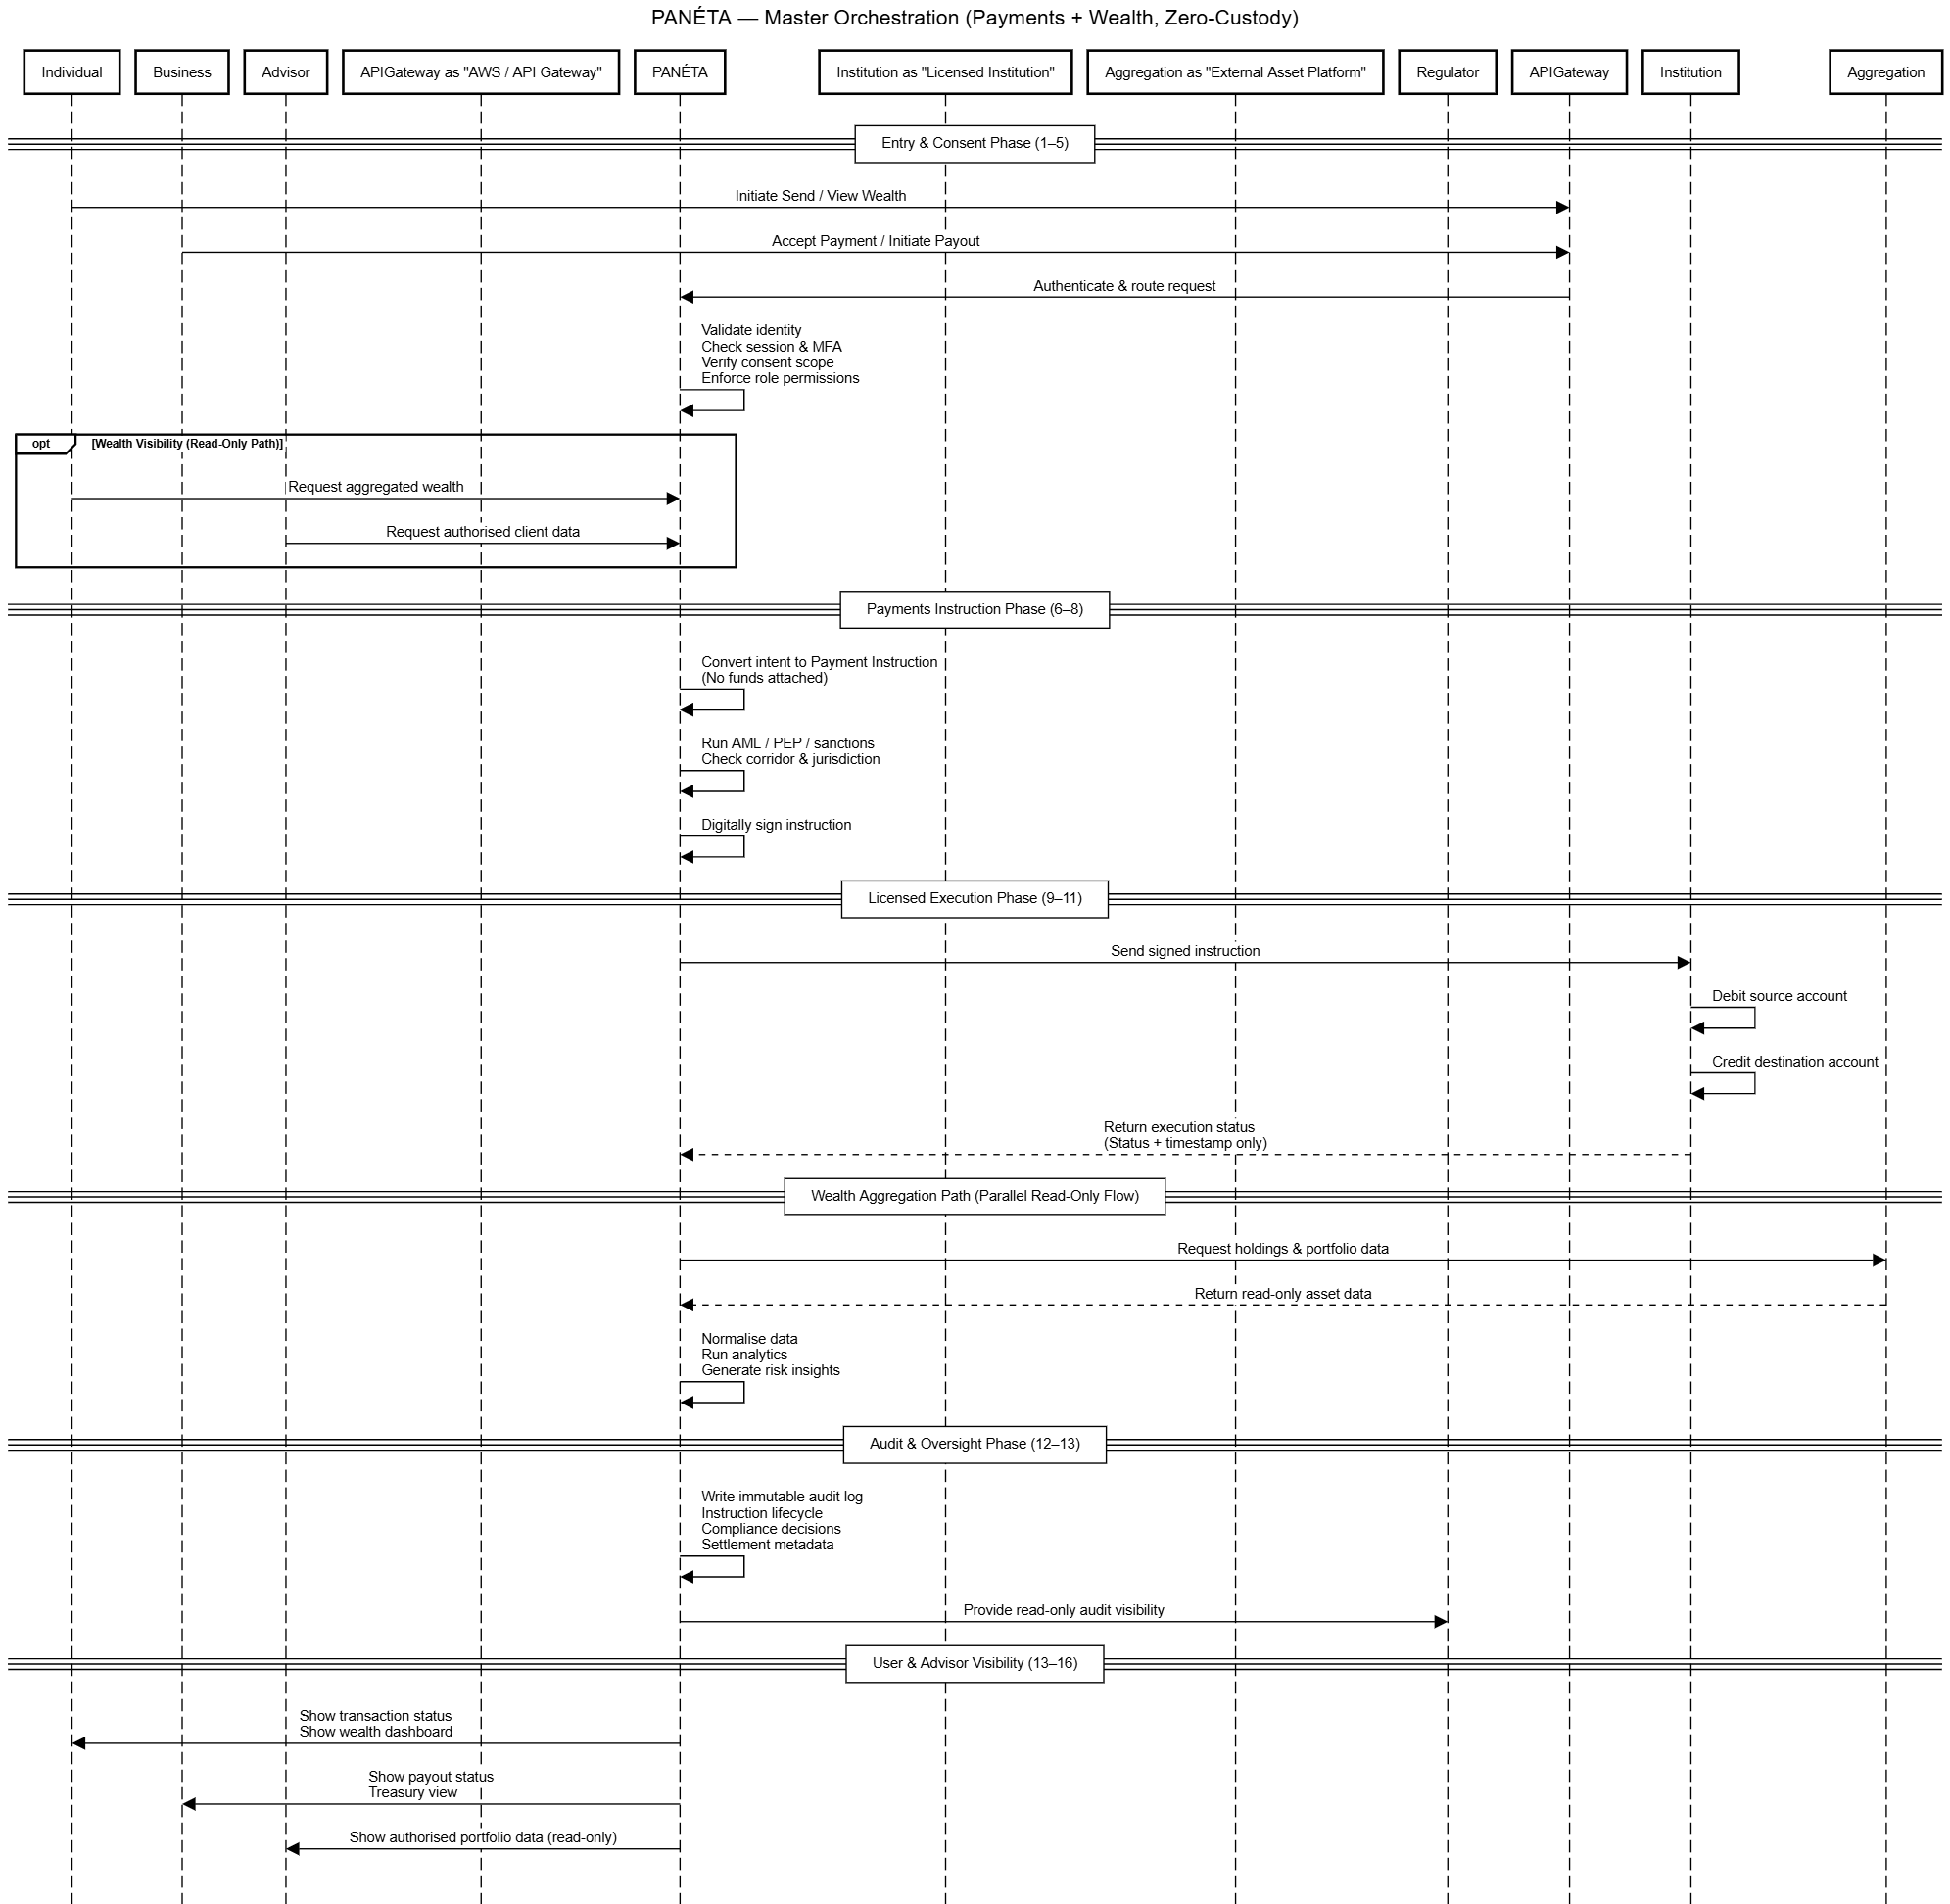 PANÉTA — Master Orchestration (Payments + Wealth, Zero-Custody)
Individual
Business
Advisor
APIGateway as "AWS / API Gateway"
PANÉTA
Institution as "Licensed Institution"
Aggregation as "External Asset Platform"
Regulator
APIGateway
Institution
Aggregation
Entry & Consent Phase (1–5)
Initiate Send / View Wealth
Accept Payment / Initiate Payout
Authenticate & route request
Validate identity
Check session & MFA
Verify consent scope
Enforce role permissions
opt
[Wealth Visibility (Read-Only Path)]
Request aggregated wealth
Request authorised client data
Payments Instruction Phase (6–8)
Convert intent to Payment Instruction
(No funds attached)
Run AML / PEP / sanctions
Check corridor & jurisdiction
Digitally sign instruction
Licensed Execution Phase (9–11)
Send signed instruction
Debit source account
Credit destination account
Return execution status
(Status + timestamp only)
Wealth Aggregation Path (Parallel Read-Only Flow)
Request holdings & portfolio data
Return read-only asset data
Normalise data
Run analytics
Generate risk insights
Audit & Oversight Phase (12–13)
Write immutable audit log
Instruction lifecycle
Compliance decisions
Settlement metadata
Provide read-only audit visibility
User & Advisor Visibility (13–16)
Show transaction status
Show wealth dashboard
Show payout status
Treasury view
Show authorised portfolio data (read-only)